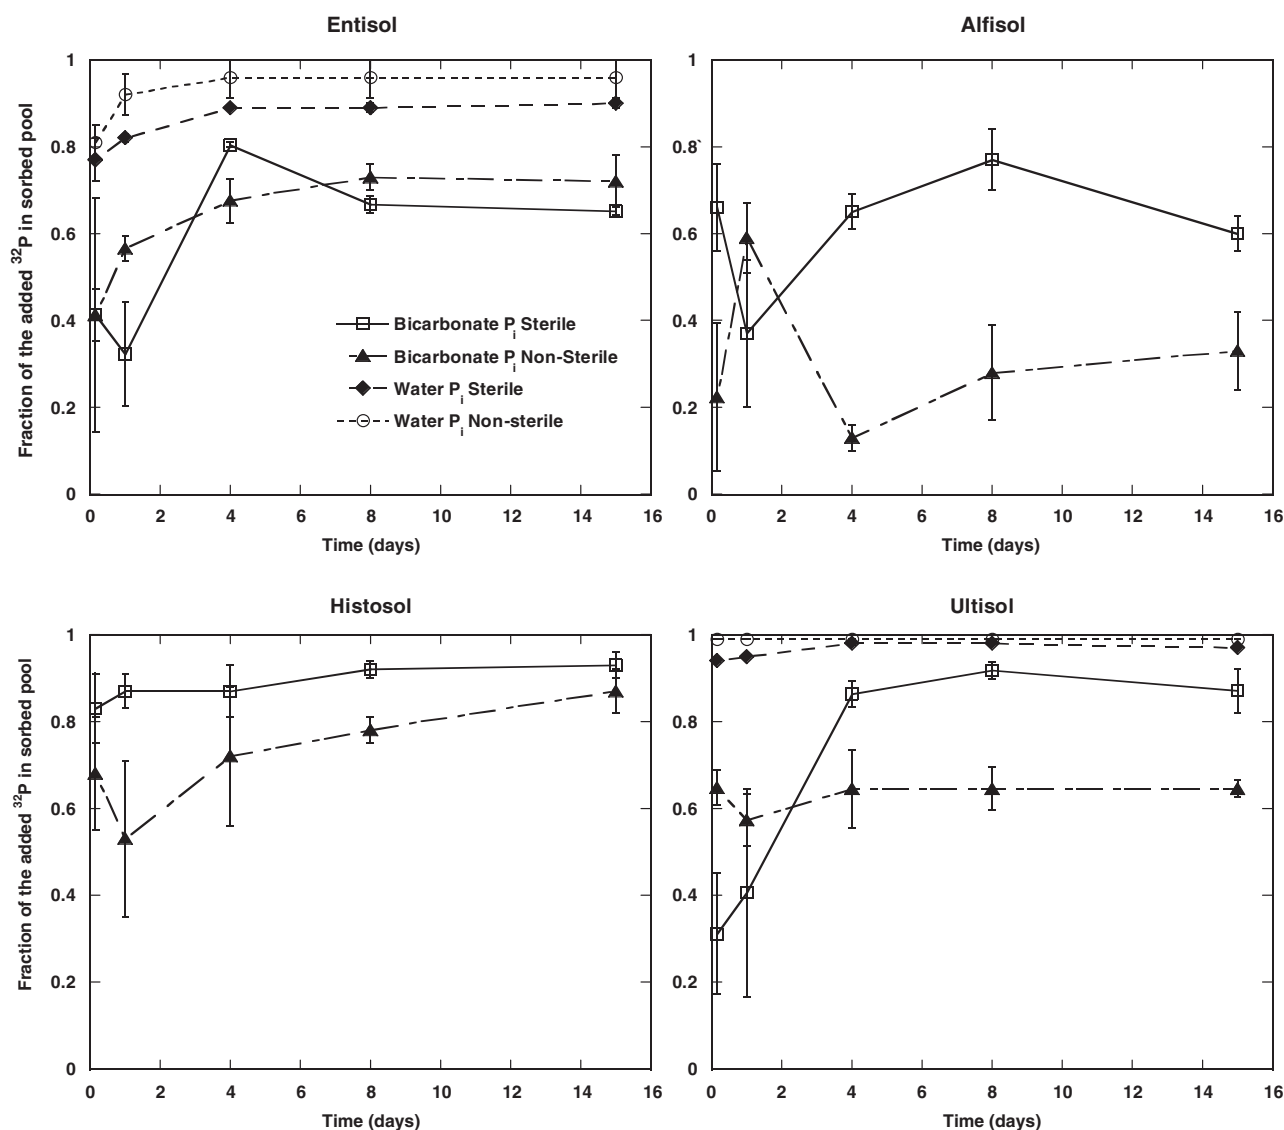 Entisol
Alfisol
Fraction of the added 32P in sorbed pool
1
0.8
0.6
0.4
0.2
0
Bicarbonate Pi Sterile
Bicarbonate Pi Non-Sterile
Water Pi Sterile
Water Pi Non-sterile
0 2 4 6 8 10 12 14 16
Time (days)
1
0.8`
0.6
0.4
0.2
0
0 2 4 6 8 10 12 14 16
Time (days)
Histosol
Ultisol
Fraction of the added 32P in sorbed pool
1
0.8
0.6
0.4
0.2
0
0 2 4 6 8 10 12 14 16
Time (days)
1
0.8
0.6
0.4
0.2
0
0 2 4 6 8 10 12 14 16
Time (days)